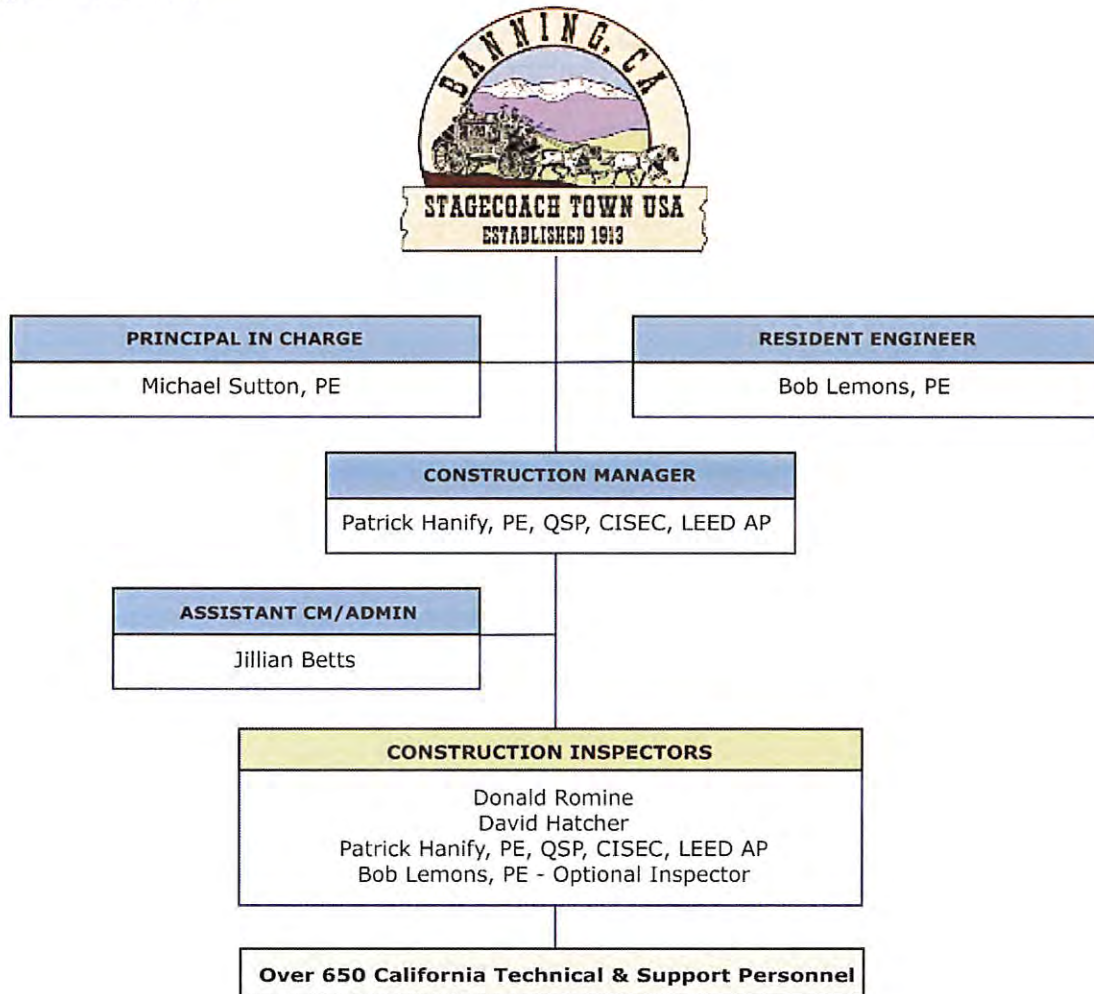 BANNING, CA
STAGECOACH TOWN USA
ESTABLISHED 1913
PRINCIPAL IN CHARGE
Michael Sutton, PE
RESIDENT ENGINEER
Bob Lemons, PE
CONSTRUCTION MANAGER
Patrick Hanify, PE, QSP, CISEC, LEED AP
ASSISTANT CM/ADMIN
Jillian Betts
CONSTRUCTION INSPECTORS
Donald Romine
David Hatcher
Patrick Hanify, PE, QSP, CISEC, LEED AP
Bob Lemons, PE - Optional Inspector
Over 650 California Technical & Support Personnel